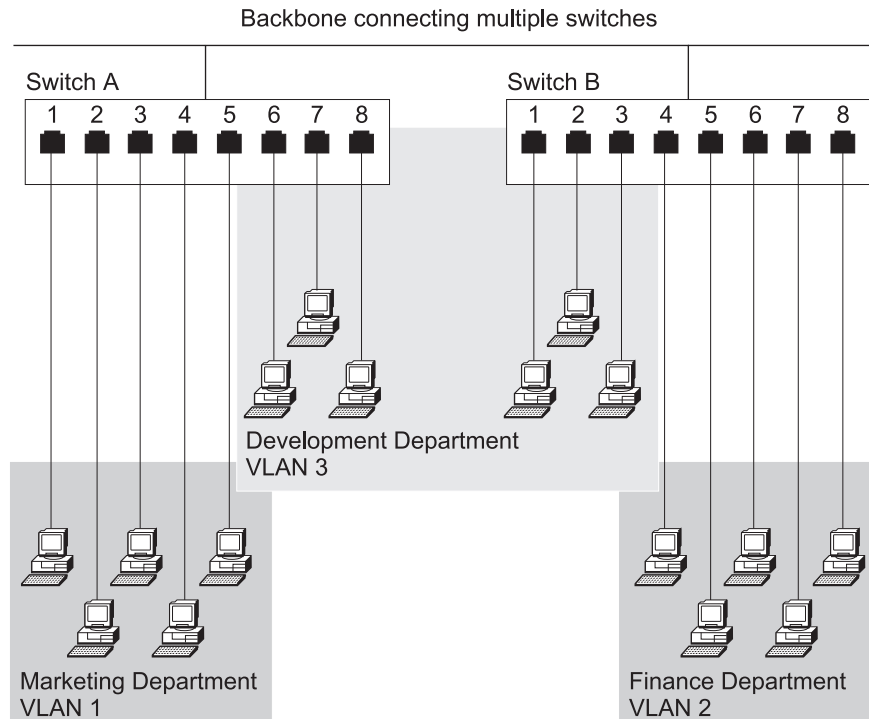 Backbone connecting multiple switches
Switch A
1 2 3 4 5 6 7 8
Switch B
1 2 3 4 5 6 7 8
Development Department
VLAN 3
Marketing Department
VLAN 1
Finance Department
VLAN 2